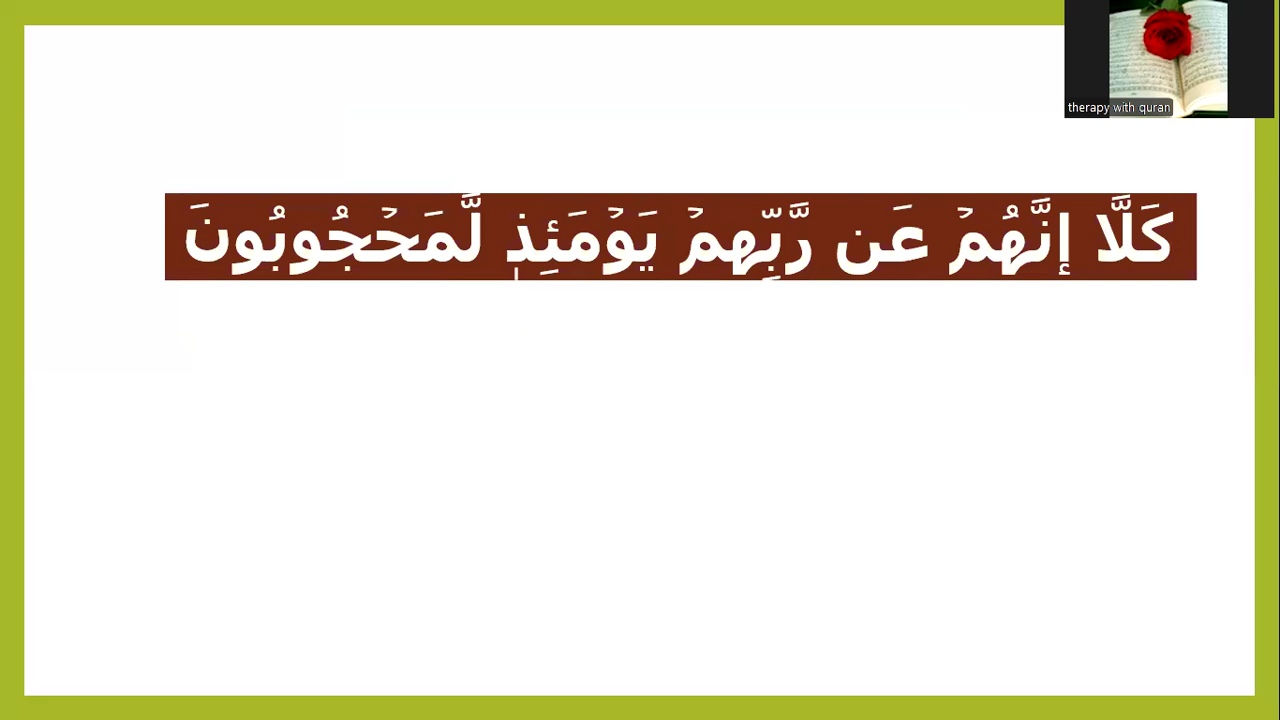 therapy with quran
كَلَّا إِنَّهُمۡ عَن رَّبِّهِمۡ يَوۡمَئِذٖ لَّمَحۡجُوبُونَ